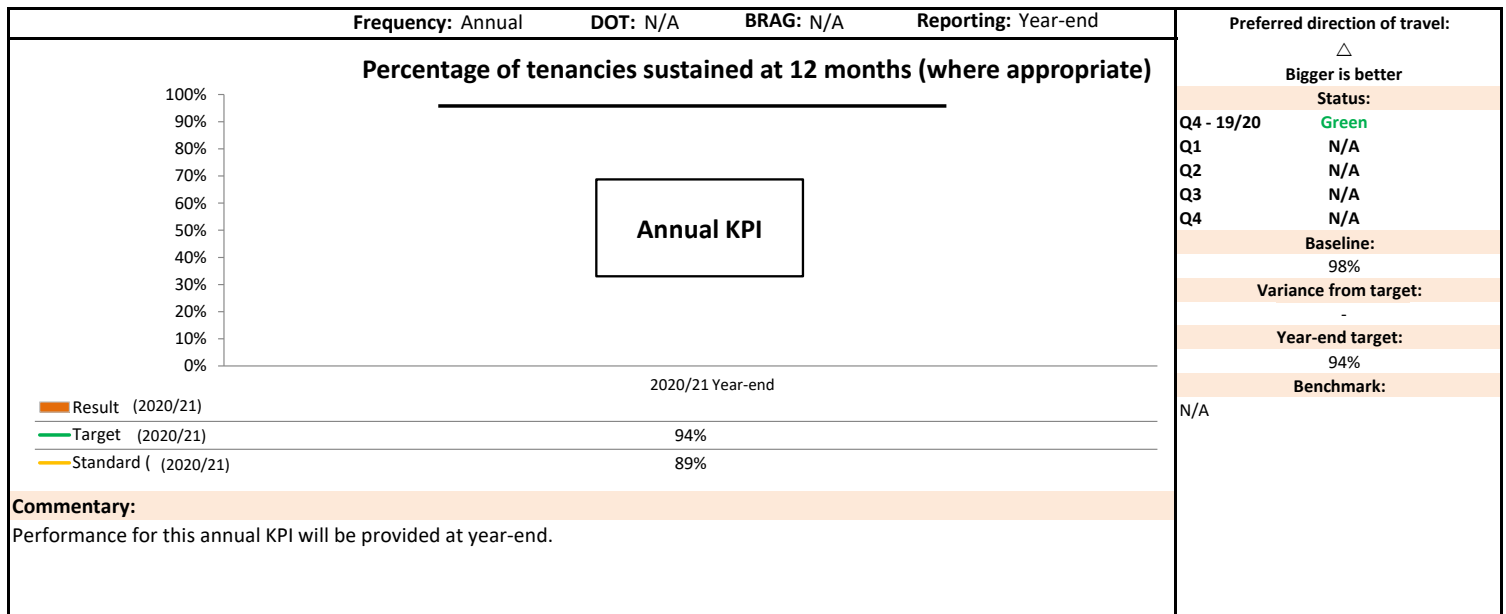 Frequency: Annual DOT: N/A BRAG: N/A Reporting: Year-end
Percentage of tenancies sustained at 12 months (where appropriate)
100%
90%
80%
70%
60%
50%
40%
30%
20%
10%
0%
Annual KPI
2020/21 Year-end
Result (2020/21)
Target (2020/21) 94%
Standard ( (2020/21) 89%
Commentary:
Performance for this annual KPI will be provided at year-end.
Preferred direction of travel:
△
Bigger is better
Status:
Q4 - 19/20 Green
Q1 N/A
Q2 N/A
Q3 N/A
Q4 N/A
Baseline:
98%
Variance from target:
-
Year-end target:
94%
Benchmark:
N/A